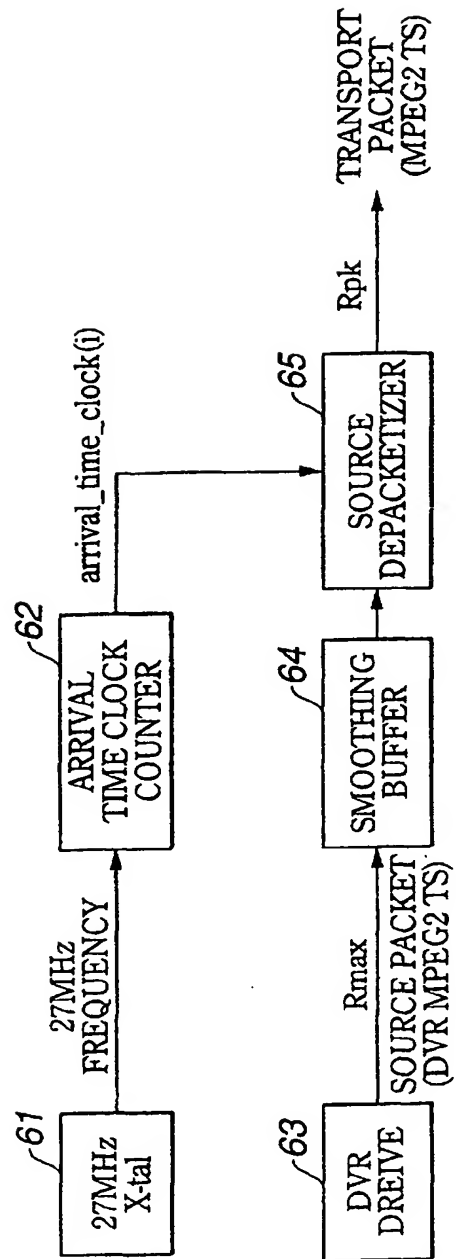 61
27MHz
X-tal
27MHz
FREQUENCY
62
ARRIVAL
TIME CLOCK
COUNTER
arrival_time_clock(i)
63
DVR
DREIVE
Rmax
SOURCE PACKET
(DVR MPEG2 TS)
64
SMOOTHING
BUFFER
65
SOURCE
DEPACKETIZER
Rpk
TRANSPORT
PACKET
(MPEG2 TS)